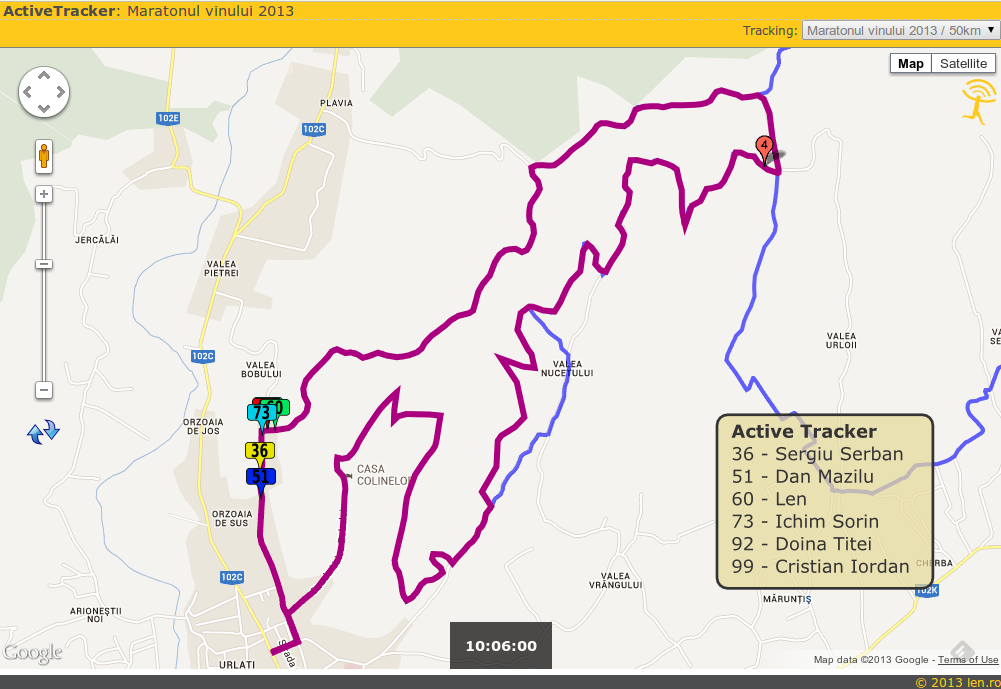 ActiveTracker: Maratonul vinului 2013
Tracking: Maratonul vinului 2013 / 50km
Map Satellite
PLAVIA
102E
102C
4
JERCĂLĂI
VALEA
PIETREI
VALEA
URLOII
102C
VALEA
BOBULUI
VALEA
NUCETULUI
73
ORZOAIA
DE JOS
36
51
CASA
COLINELOR
ORZOAIA
DE SUS
Active Tracker
36 - Sergiu Serban
51 - Dan Mazilu
60 - Len
73 - Ichim Sorin
92 - Doina Titei
99 - Cristian Iordan
102C
VALEA
VRÂNGULUI
CHERBA
102K
MĂRUNȚIȘ
ARIONEȘTII
NOI
10:06:00
URLAȚI
Google
Map data ©2013 Google - Terms of Use
© 2013 len.ro